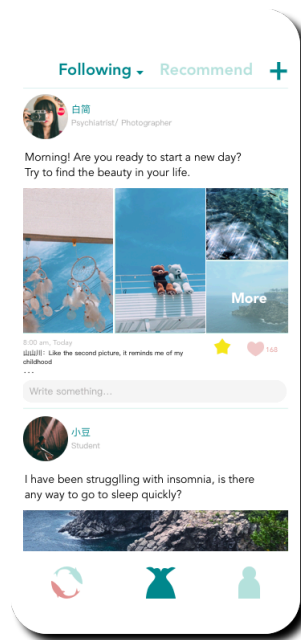 Following Recommend
白简
Psychiatrist/ Photographer
Morning! Are you ready to start a new day?
Try to find the beauty in your life.
More
8:00 am, Today
168
Like the second picture, it reminds me of my
childhood
...
Write something...
小豆
Student
I have been strugglling with insomnia, is there
any way to go to sleep quickly?